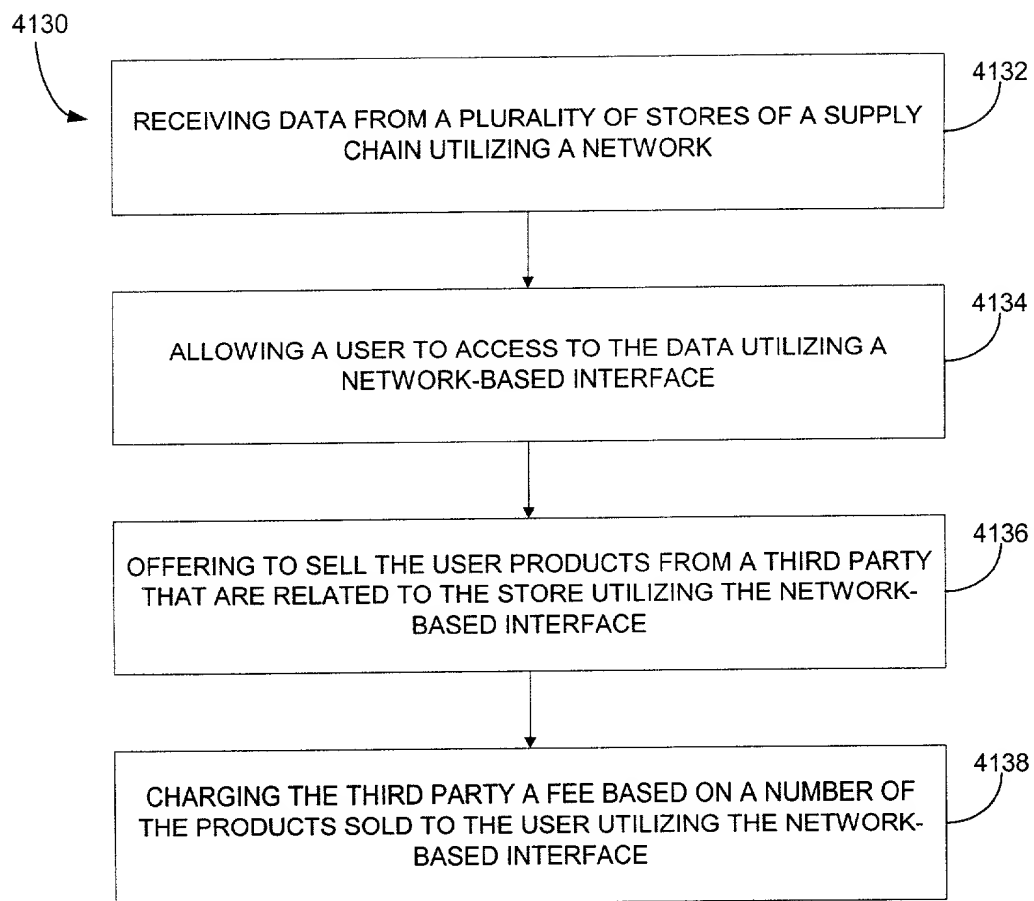 4130
4132
RECEIVING DATA FROM A PLURALITY OF STORES OF A SUPPLY
CHAIN UTILIZING A NETWORK
4134
ALLOWING A USER TO ACCESS TO THE DATA UTILIZING A
NETWORK-BASED INTERFACE
4136
OFFERING TO SELL THE USER PRODUCTS FROM A THIRD PARTY
THAT ARE RELATED TO THE STORE UTILIZING THE NETWORK-
BASED INTERFACE
4138
CHARGING THE THIRD PARTY A FEE BASED ON A NUMBER OF
THE PRODUCTS SOLD TO THE USER UTILIZING THE NETWORK-
BASED INTERFACE